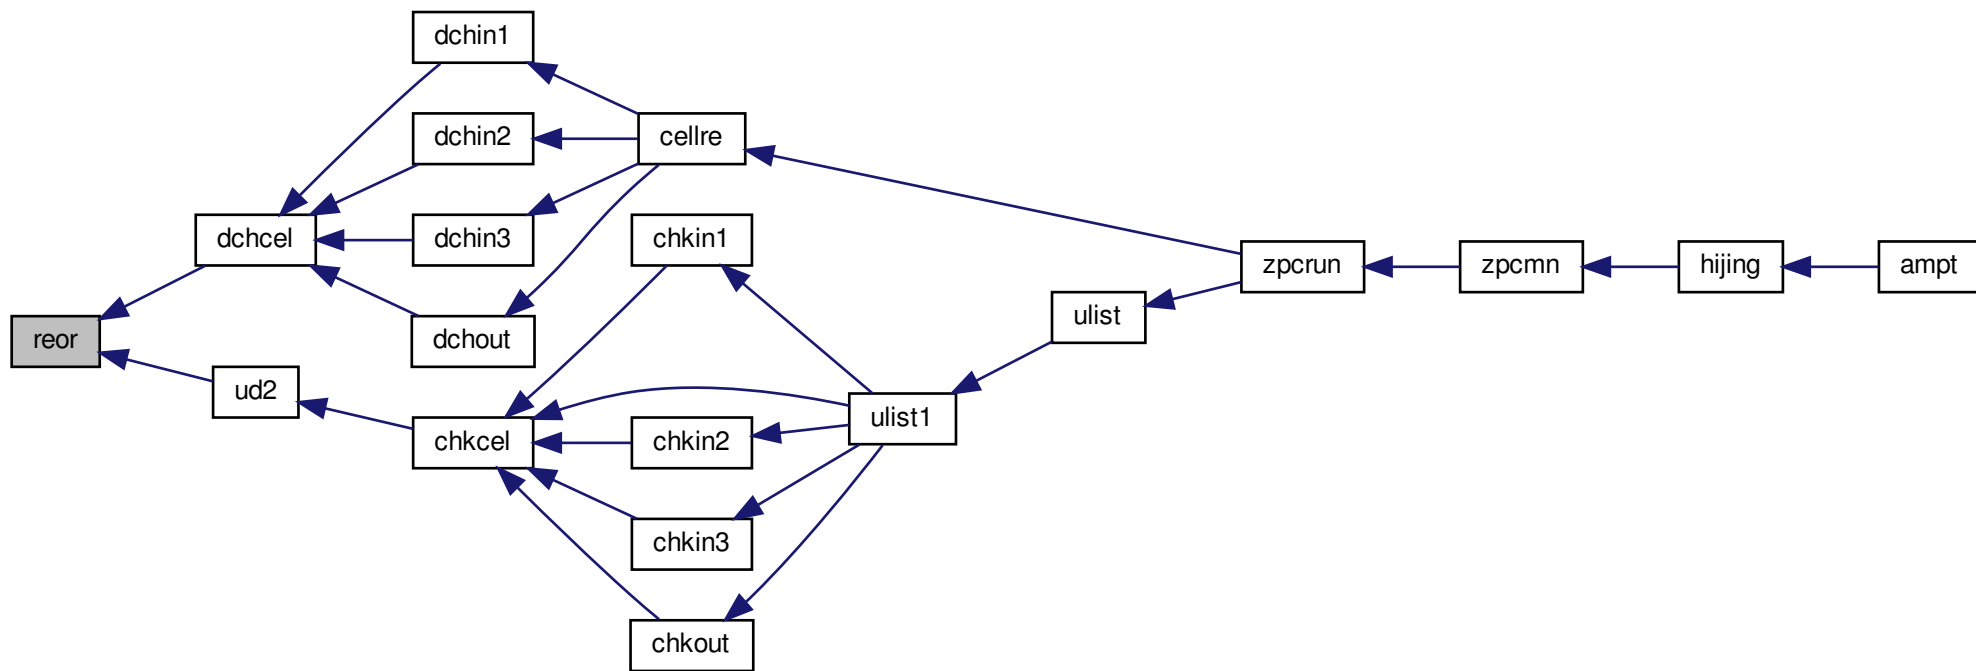 dchin1
dchin2
cellre
dchcel
dchin3
chkin1
zpcrun
zpcmn
hijing
ampt
reor
dchout
ulist
ud2
chkcel
chkin2
ulist1
chkin3
chkout